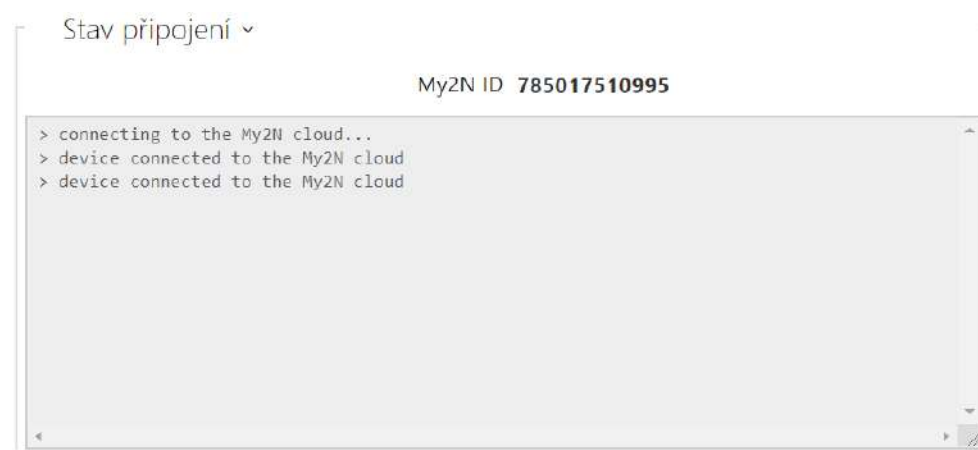 Stav připojení
My2N ID 785017510995
> connecting to the My2N cloud...
> device connected to the My2N cloud
> device connected to the My2N cloud